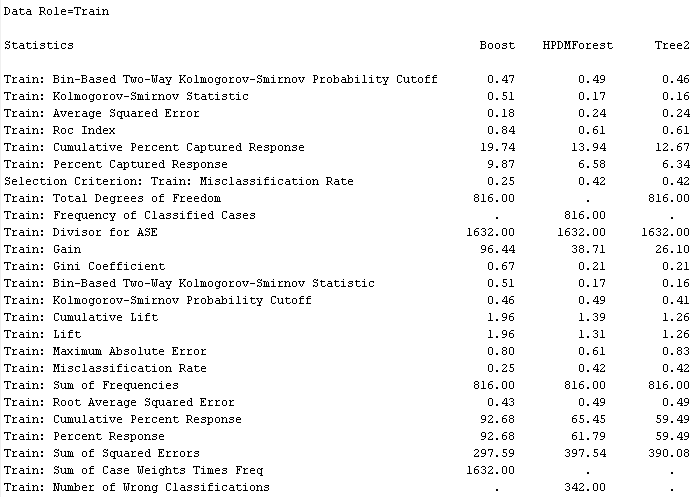 Data Role=Train
Statistics Boost HPDMForest Tree2
Train: Bin-Based Two-Way Kolmogorov-Smirnov Probability Cutoff 0.47 0.49 0.46
Train: Kolmogorov-Smirnov Statistic 0.51 0.17 0.16
Train: Average Squared Error 0.18 0.24 0.24
Train: Roc Index 0.84 0.61 0.61
Train: Cumulative Percent Captured Response 19.74 13.94 12.67
Train: Percent Captured Response 9.87 6.58 6.34
Selection Criterion: Train: Misclassification Rate 0.25 0.42 0.42
Train: Total Degrees of Freedom 816.00 . 816.00
Train: Frequency of Classified Cases . 816.00 .
Train: Divisor for ASE 1632.00 1632.00 1632.00
Train: Gain 96.44 38.71 26.10
Train: Gini Coefficient 0.67 0.21 0.21
Train: Bin-Based Two-Way Kolmogorov-Smirnov Statistic 0.51 0.17 0.16
Train: Kolmogorov-Smirnov Probability Cutoff 0.46 0.49 0.41
Train: Cumulative Lift 1.96 1.39 1.26
Train: Lift 1.96 1.31 1.26
Train: Maximum Absolute Error 0.80 0.61 0.83
Train: Misclassification Rate 0.25 0.42 0.42
Train: Sum of Frequencies 816.00 816.00 816.00
Train: Root Average Squared Error 0.43 0.49 0.49
Train: Cumulative Percent Response 92.68 65.45 59.49
Train: Percent Response 92.68 61.79 59.49
Train: Sum of Squared Errors 297.59 397.54 390.08
Train: Sum of Case Weights Times Freq 1632.00 . .
Train: Number of Wrong Classifications . 342.00 .